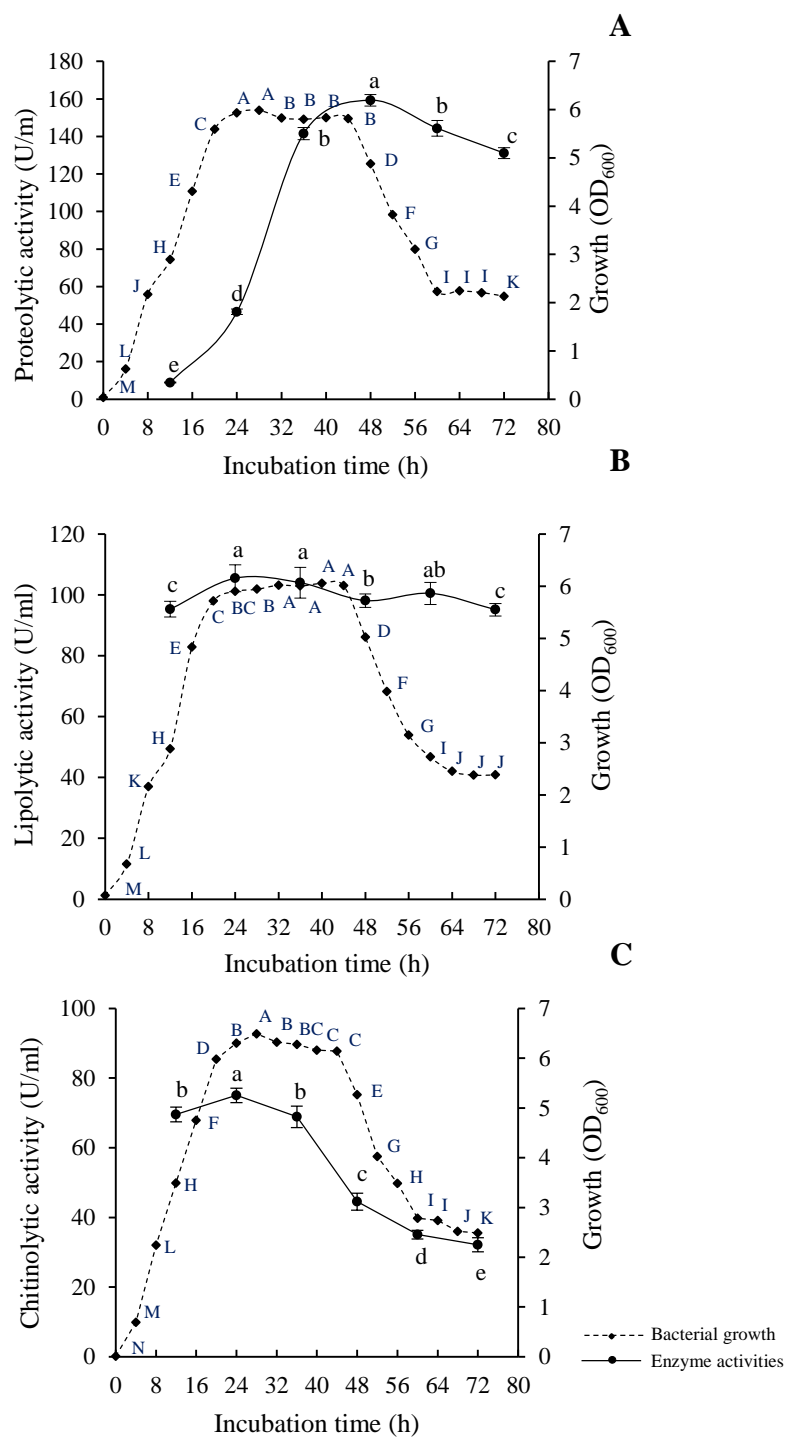 A
Proteolytic activity (U/m)
180
160
140
120
100
80
60
40
20
0
7
6
5
4
3
2
1
0
Growth (OD600)
M
L
J
H
E
C
A
A
B
B
B
B
D
F
G
I
I
I
K
e
d
b
a
b
c
0 8 16 24 32 40 48 56 64 72 80
Incubation time (h)
B
Lipolytic activity (U/ml)
120
100
80
60
40
20
0
7
6
5
4
3
2
1
0
Growth (OD600)
M
L
K
H
E
C
BC
B
A
A
A
A
D
F
G
I
J
J
J
c
a
a
b
ab
c
0 8 16 24 32 40 48 56 64 72 80
Incubation time (h)
C
Chitinolytic activity (U/ml)
100
80
60
40
20
0
7
6
5
4
3
2
1
0
Growth (OD600)
N
M
L
H
F
D
B
A
B
BC
C
C
E
G
H
I
I
J
K
b
a
b
c
d
e
0 8 16 24 32 40 48 56 64 72 80
Incubation time (h)
Bacterial growth
Enzyme activities